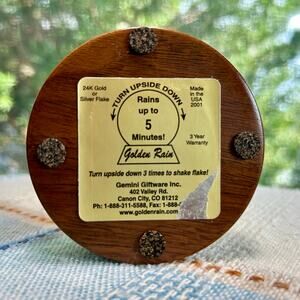 TURN UPSIDE DOWN
24K Gold
or
Silver Flake
Rains
up to
5
Minutes!
Made
in the
USA
2001
3 Year
Warranty
Golden Rain
Turn upside down 3 times to shake flake!
Gemini Giftware Inc.
402 Valley Rd.
Canon City, CO 81212
Ph: 1-888-311-5588, Fax: 1-888-
www.goldenrain.com